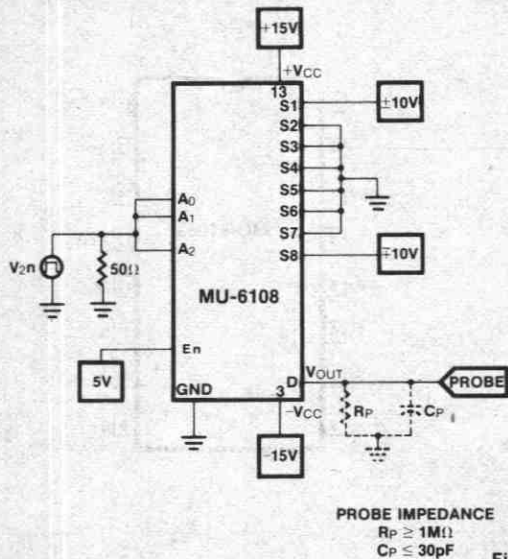 +15V
+VCC
13
S1
±10V
S2
S3
S4
S5
S6
S7
S8
∓10V
A0
A1
A2
V2n
50Ω
MU-6108
En
5V
GND
D
VOUT
PROBE
3
-VCC
RP
CP
-15V
PROBE IMPEDANCE
RP ≥ 1MΩ
CP ≤ 30pF